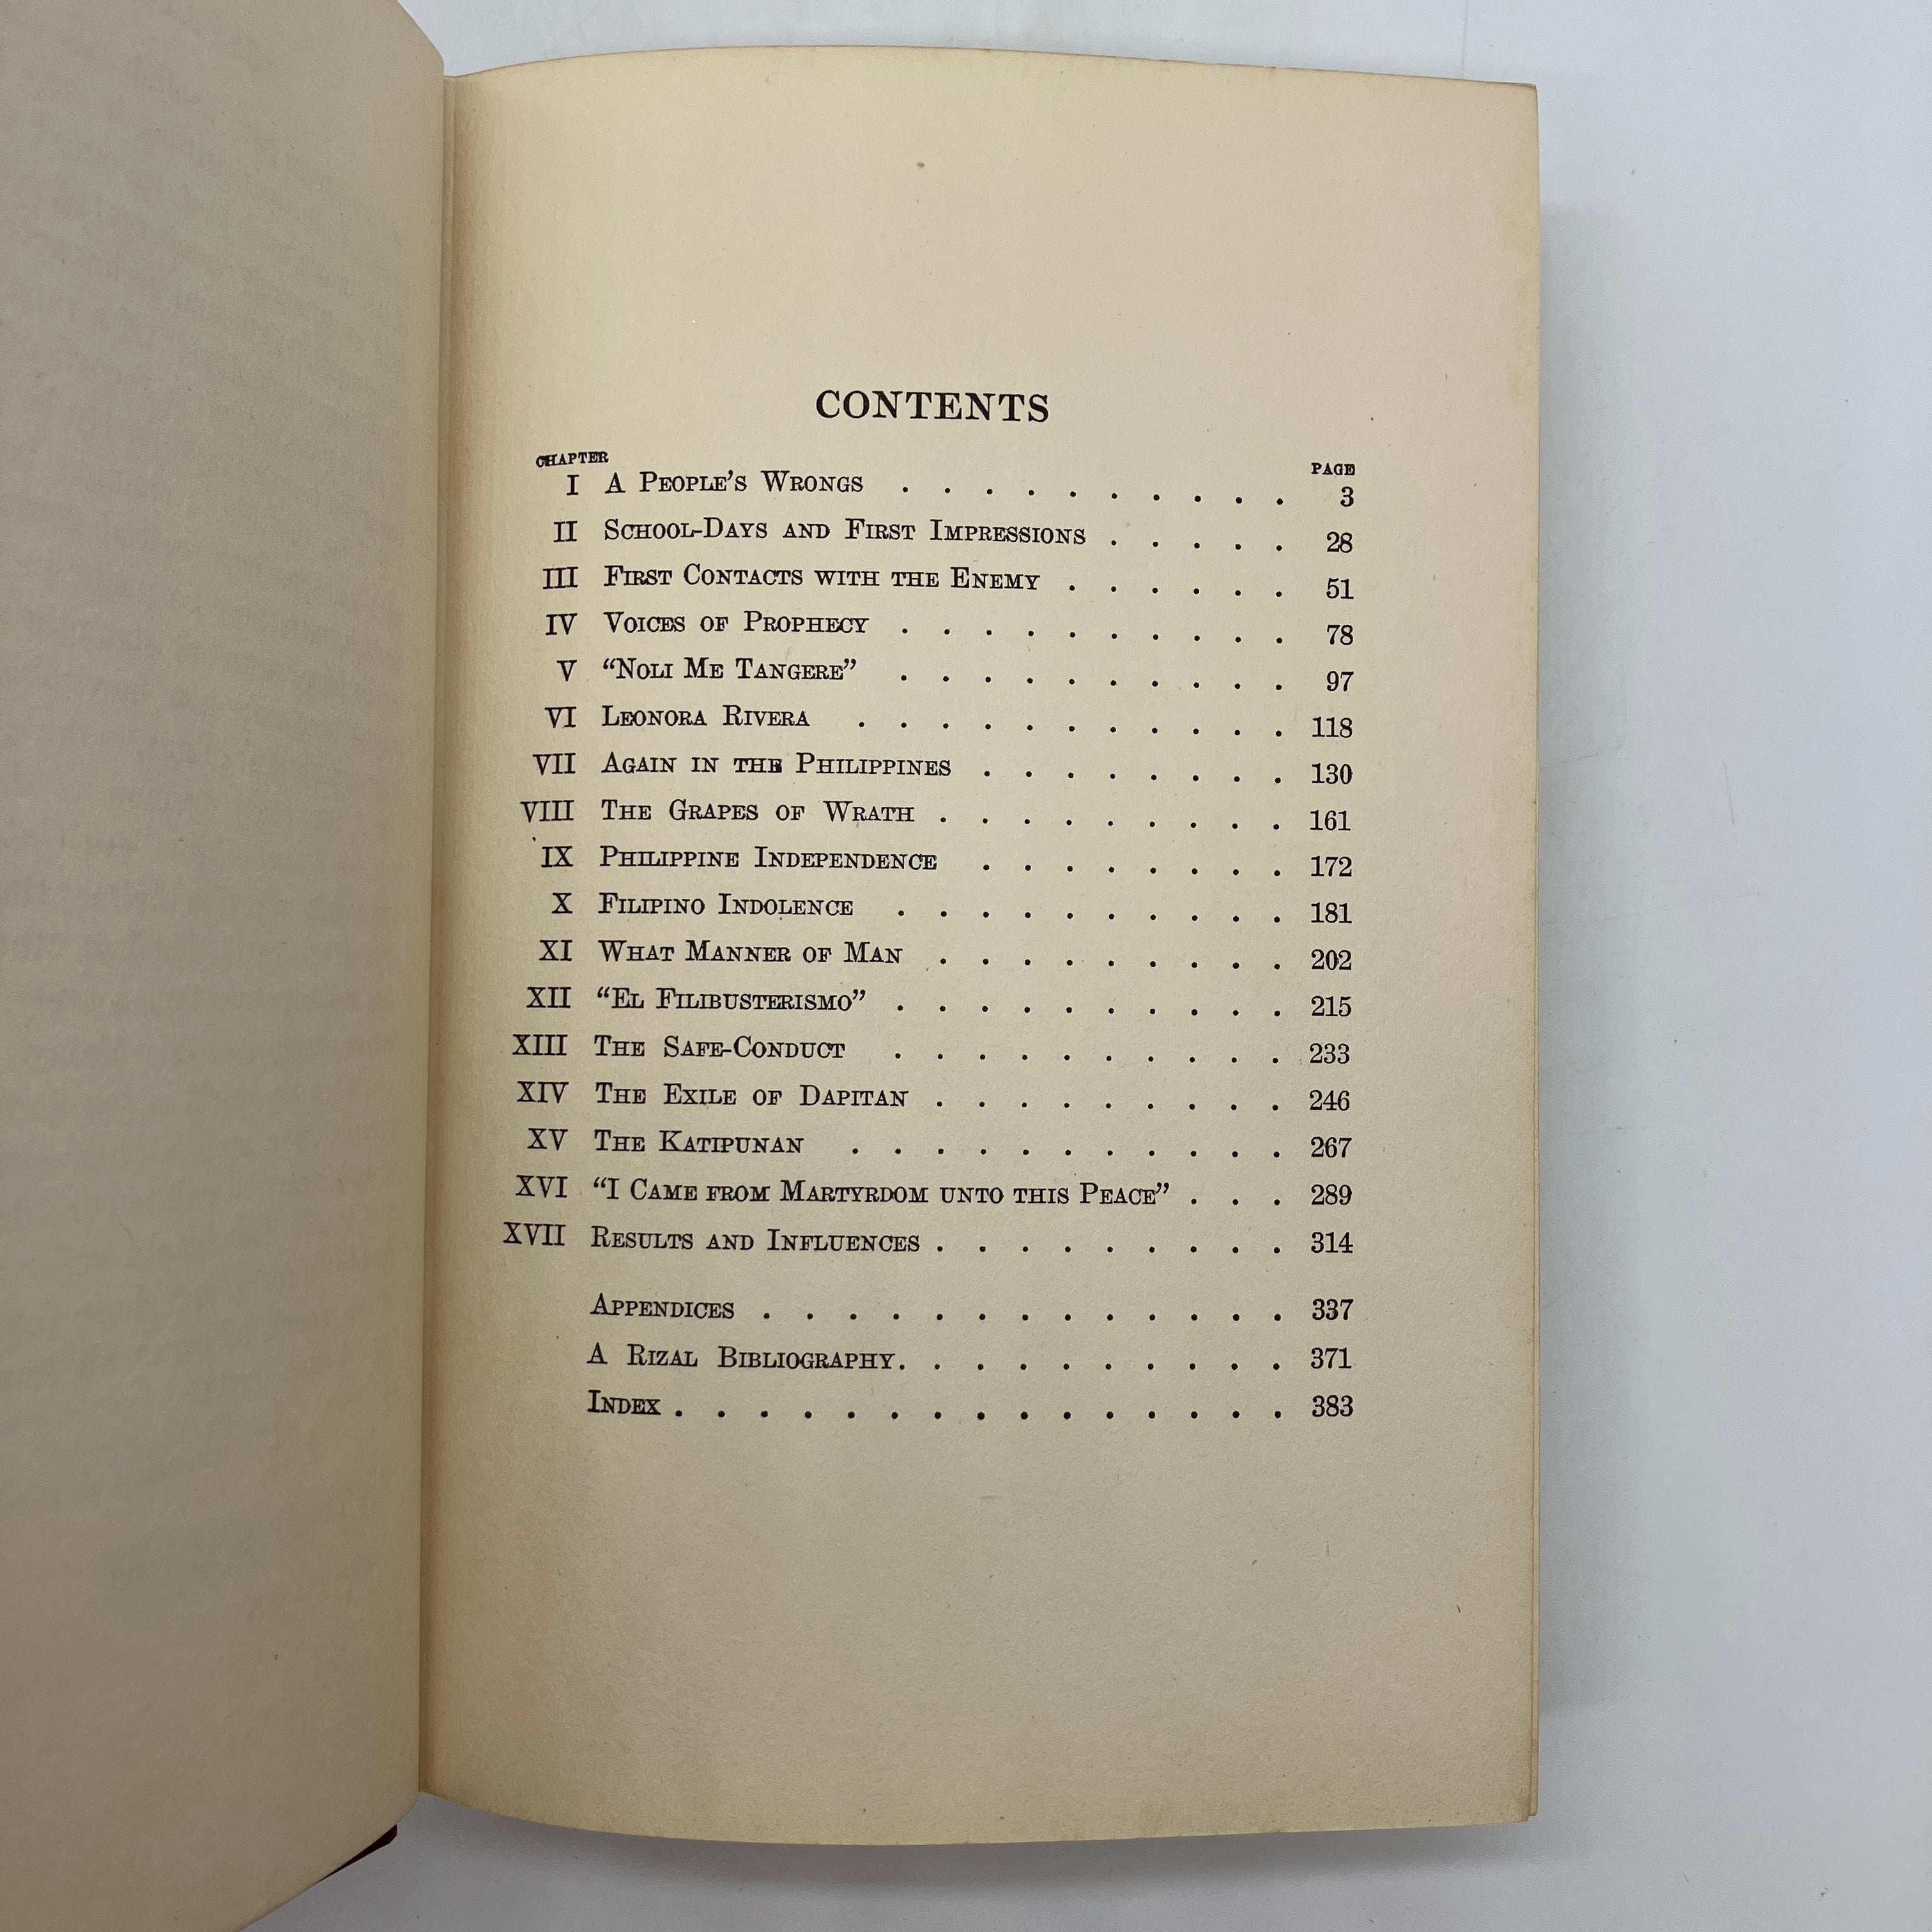 CONTENTS
CHAPTER PAGE
I A People's Wrongs . . . . . . . . . . 3
II School-Days and First Impressions . . . . . 28
III First Contacts with the Enemy . . . . . . 51
IV Voices of Prophecy . . . . . . . . . . 78
V “Noli Me Tangere” . . . . . . . . . . 97
VI Leonora Rivera . . . . . . . . . . . 118
VII Again in the Philippines . . . . . . . . 130
VIII The Grapes of Wrath . . . . . . . . . 161
IX Philippine Independence . . . . . . . . 172
X Filipino Indolence . . . . . . . . . . 181
XI What Manner of Man . . . . . . . . . 202
XII “El Filibusterismo” . . . . . . . . . . 215
XIII The Safe-Conduct . . . . . . . . . . 233
XIV The Exile of Dapitan . . . . . . . . . 246
XV The Katipunan . . . . . . . . . . . 267
XVI “I Came from Martyrdom unto this Peace” . . . 289
XVII Results and Influences . . . . . . . . . 314
Appendices . . . . . . . . . . . . . 337
A Rizal Bibliography . . . . . . . . . . 371
Index . . . . . . . . . . . . . . . 383